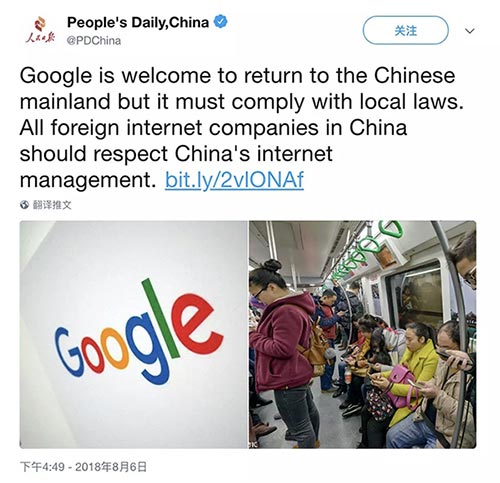 People's Daily,China
人民日报
@PDChina
关注
Google is welcome to return to the Chinese
mainland but it must comply with local laws.
All foreign internet companies in China
should respect China's internet
management. bit.ly/2vlONAf
翻译推文
Google
下午4:49 - 2018年8月6日